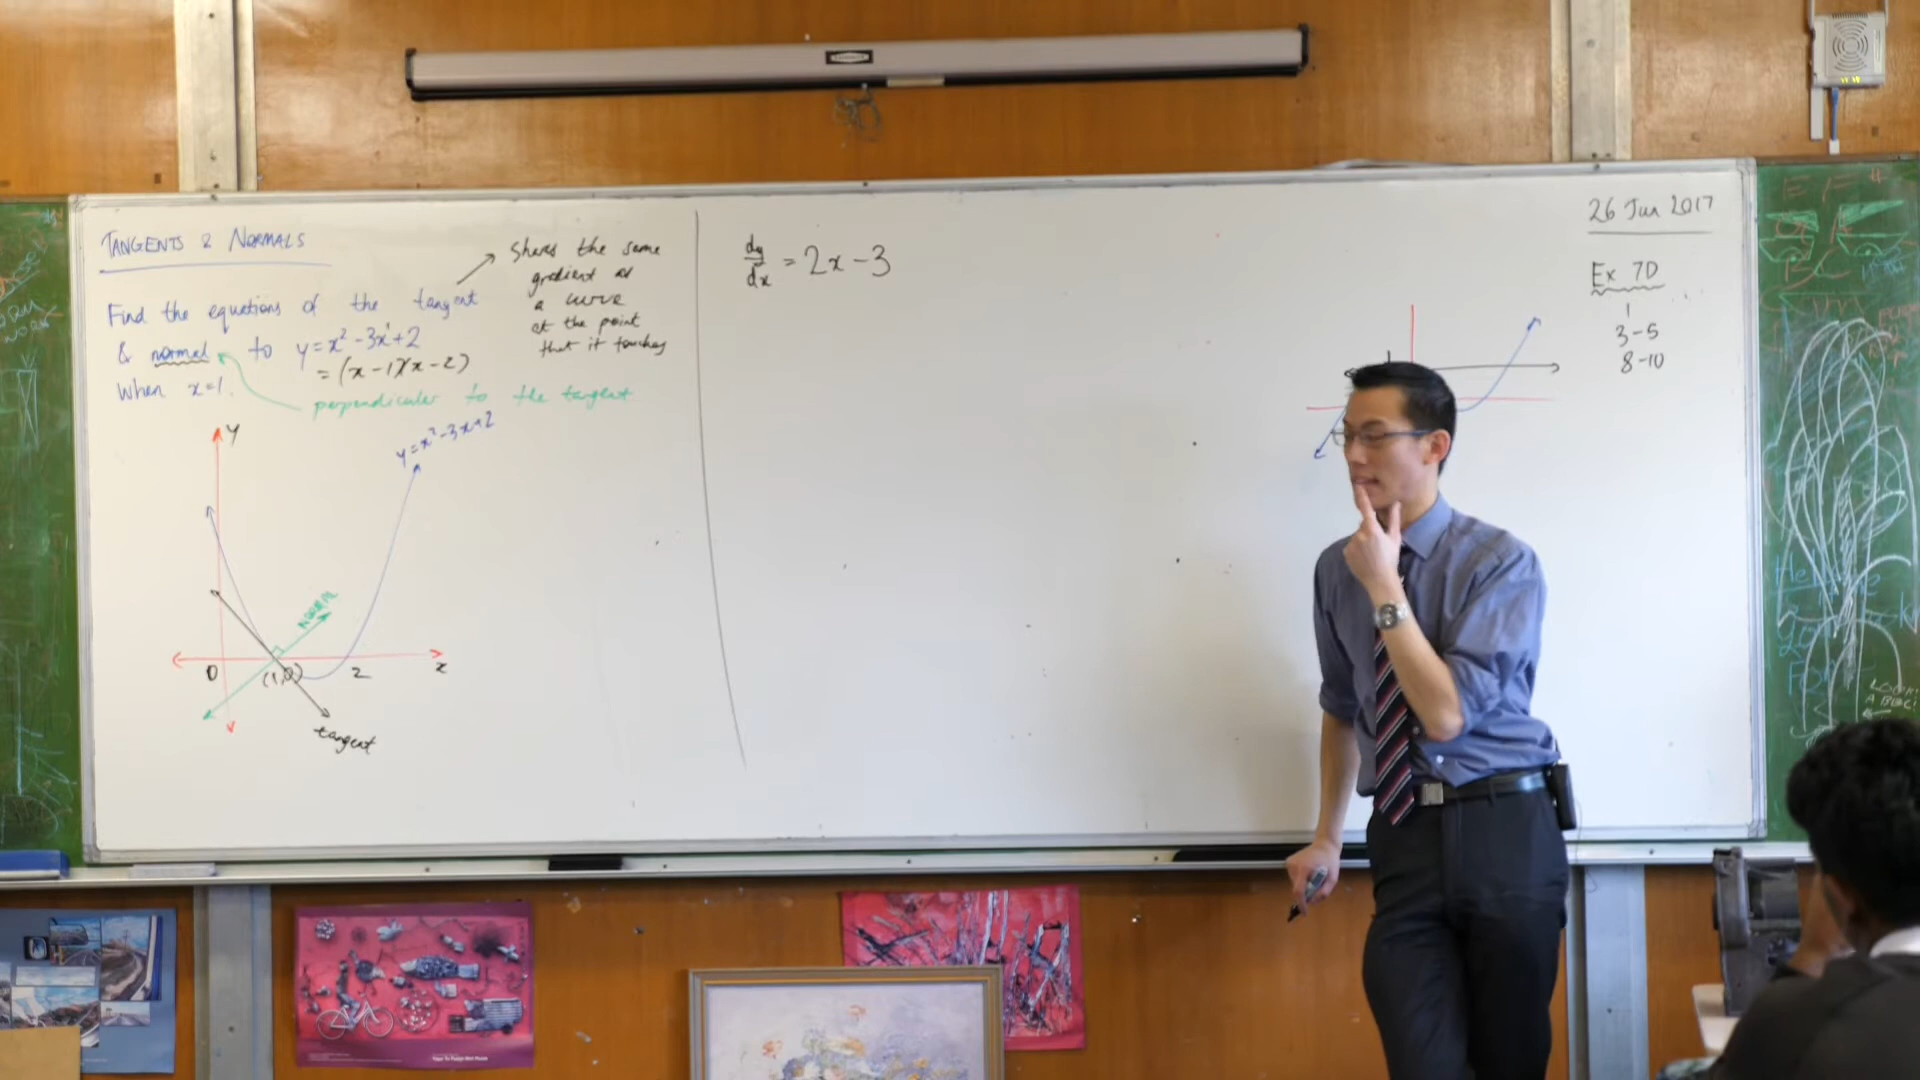 TANGENTS & NORMALS
Find the equations of the tangent
& normal to y = x² - 3x + 2
= (x - 1)(x - 2)
when x = 1.
shares the same
gradient as
a curve
at the point
that it touches
perpendicular to the tangent
y = x² - 3x + 2
y
NORMAL
0
(1,0)
2
x
tangent
dy/dx = 2x - 3
26 Jun 2017
Ex 7D
1
3-5
8-10